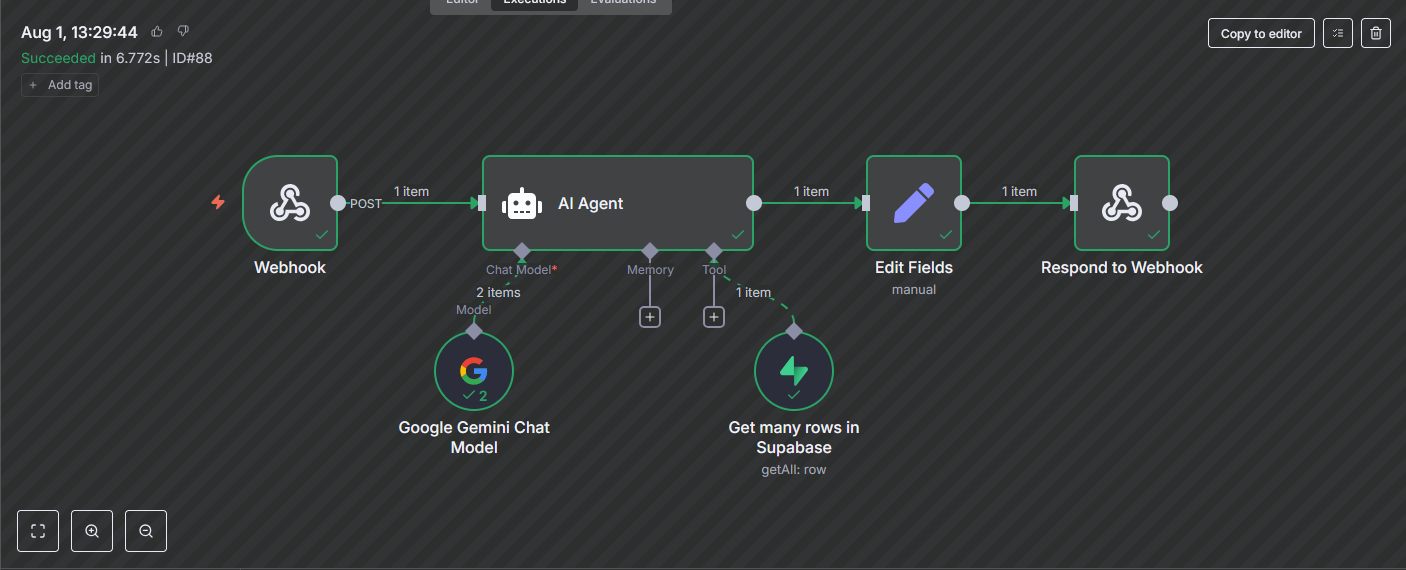 Editor Executions Evaluations
Aug 1, 13:29:44
Succeeded in 6.772s | ID#88
+ Add tag
Copy to editor
1 item
POST
AI Agent
1 item
1 item
Webhook
Chat Model*
Memory
Tool
Edit Fields
manual
Respond to Webhook
2 items
1 item
Model
2
Google Gemini Chat
Model
Get many rows in
Supabase
getAll: row